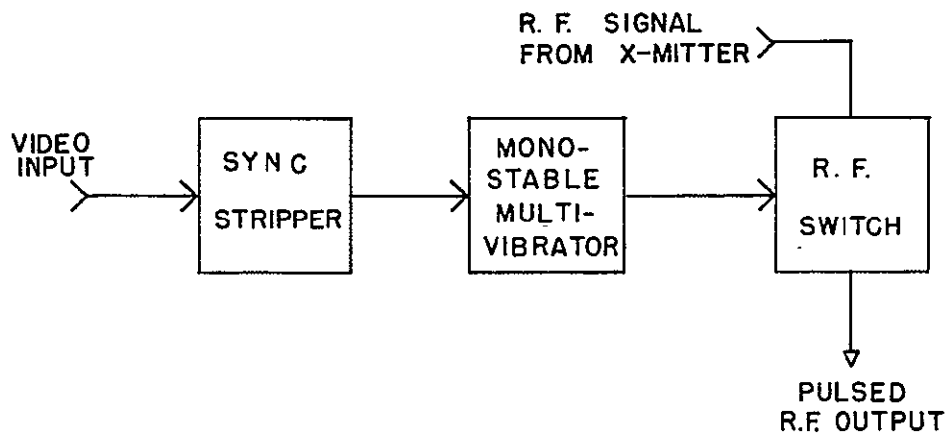 R. F. SIGNAL
FROM X-MITTER
VIDEO
INPUT
SYNC
STRIPPER
MONO-
STABLE
MULTI-
VIBRATOR
R. F.
SWITCH
PULSED
R.F. OUTPUT